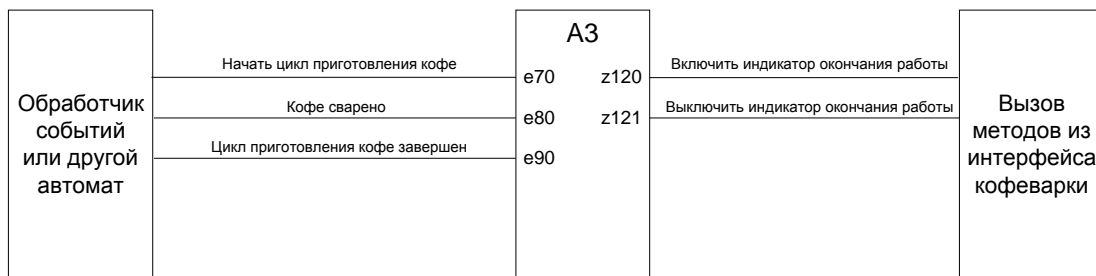 Обработчик
событий
или другой
автомат
Начать цикл приготовления кофе
Кофе сварено
Цикл приготовления кофе завершен
A3
e70 z120
e80 z121
e90
Включить индикатор окончания работы
Выключить индикатор окончания работы
Вызов
методов из
интерфейса
кофеварки